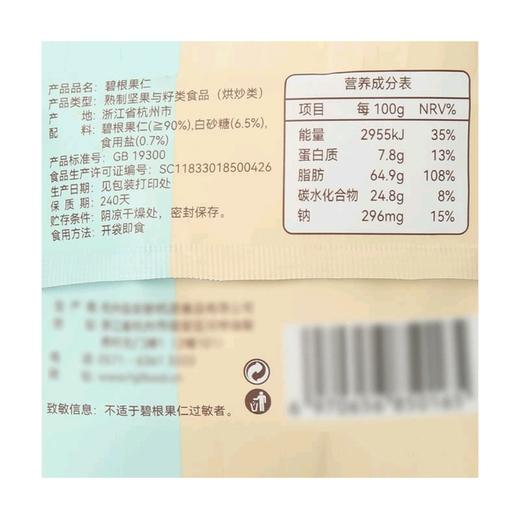 产品品名：碧根果仁
产品类型：熟制坚果与籽类食品（烘炒类）
产 地：浙江省杭州市
配 料：碧根果仁(≧90%),白砂糖(6.5%),
食用盐(0.7%)
产品标准号：GB 19300
食品生产许可证编号：SC11833018500426
生产日期：见包装打印处
保 质 期：240天
贮存条件：阴凉干燥处，密封保存。
食用方法：开袋即食
营养成分表
项目 每 100g NRV%
能量 2955kJ 35%
蛋白质 7.8g 13%
脂肪 64.9g 108%
碳水化合物 24.8g 8%
钠 296mg 15%
致敏信息：不适于碧根果仁过敏者。